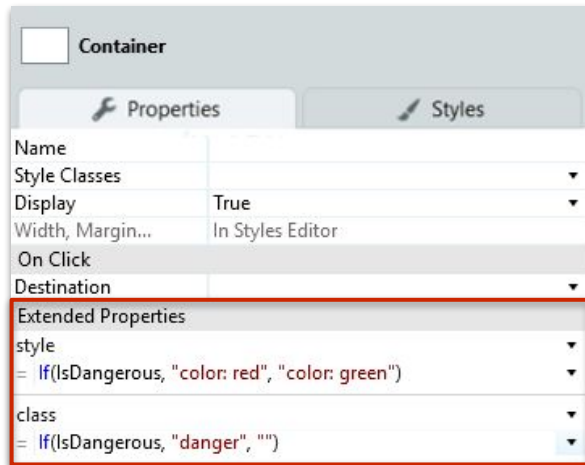 Container
Properties
Styles
Name
Style Classes
Display True
Width, Margin... In Styles Editor
On Click
Destination
Extended Properties
style
= If(IsDangerous, "color: red", "color: green")
class
= If(IsDangerous, "danger", "")